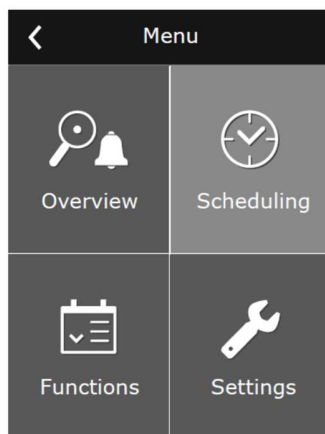 Menu
Overview
Scheduling
Functions
Settings